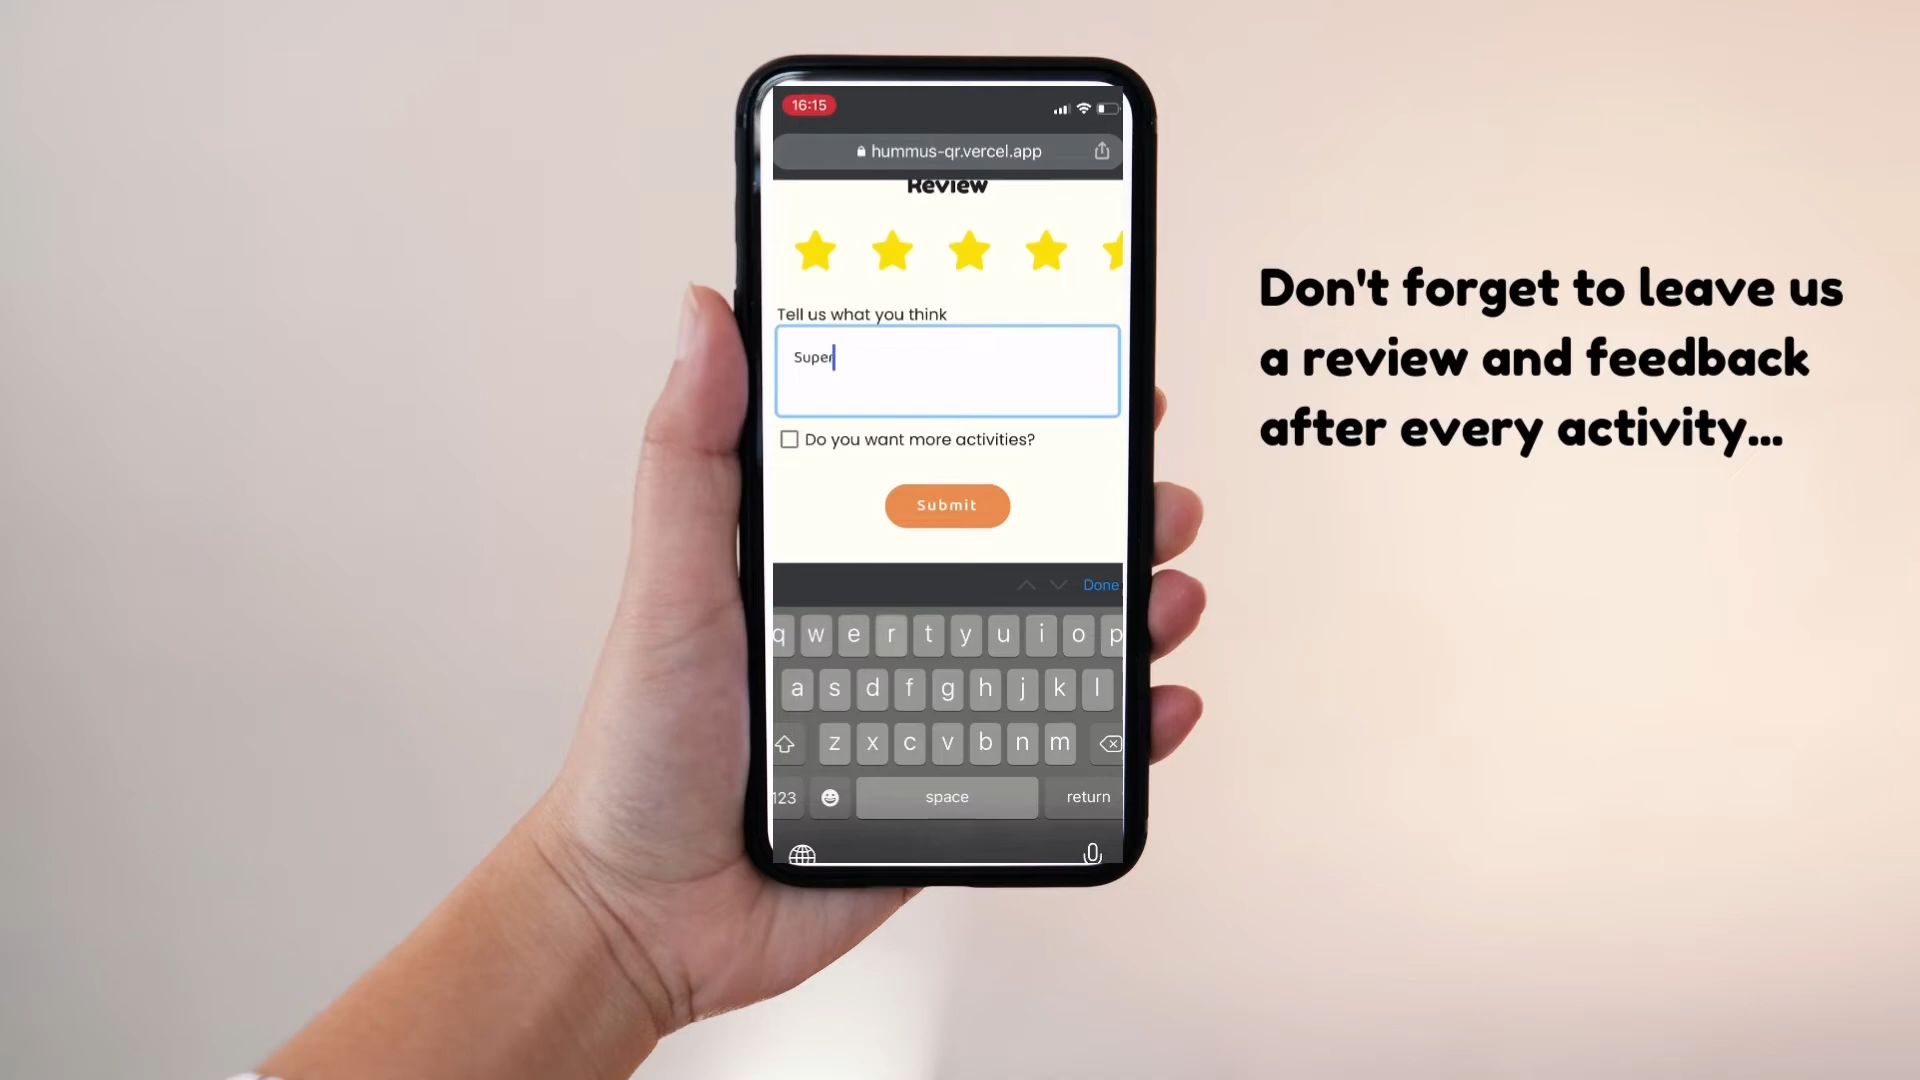 16:15
hummus-qr.vercel.app
Review
Tell us what you think
Super
Do you want more activities?
Submit
Done
q w e r t y u i o p
a s d f g h j k l
z x c v b n m
123 space return
Don't forget to leave us
a review and feedback
after every activity...